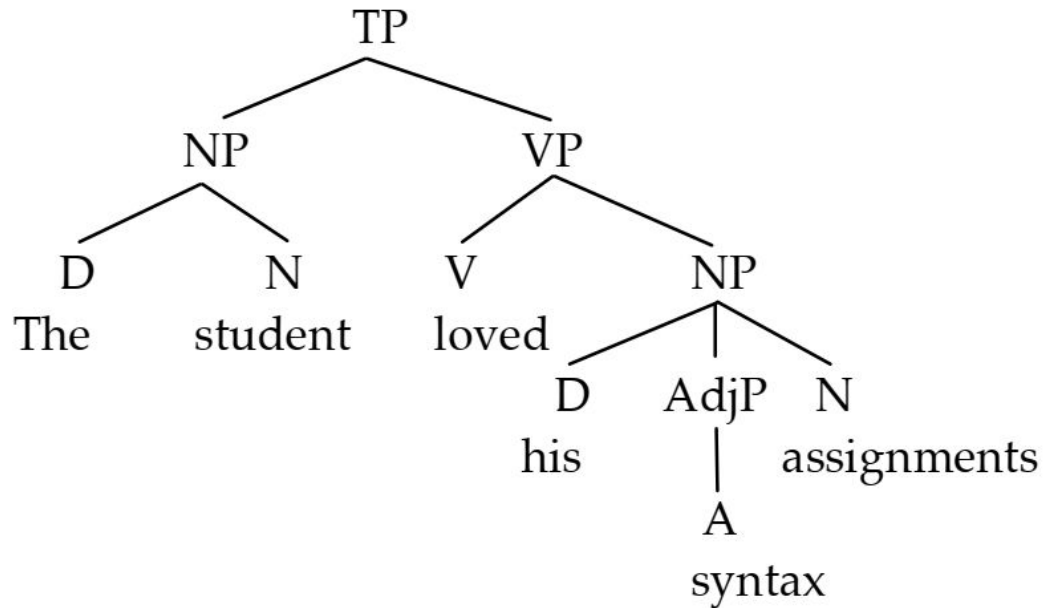 TP
NP VP
D N V NP
The student loved
D AdjP N
his assignments
A
syntax